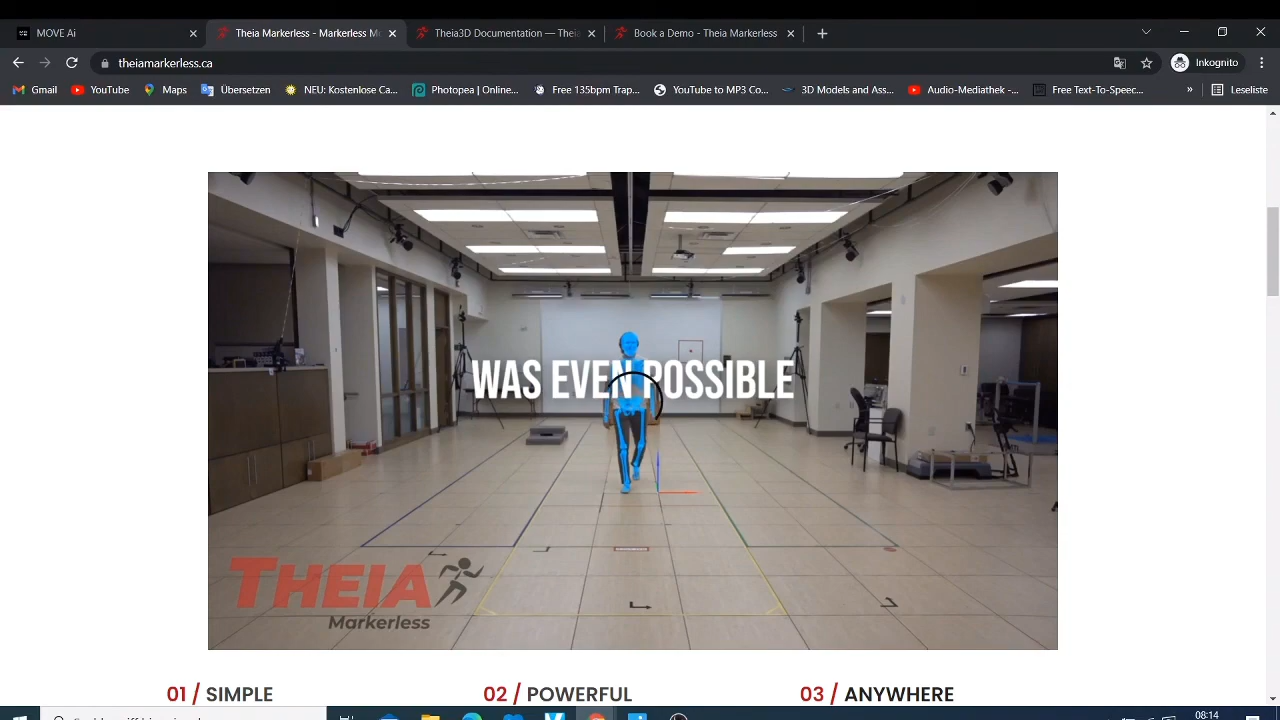 MOVE Ai
Theia Markerless - Markerless M
Theia3D Documentation — Theia
Book a Demo - Theia Markerless
theiamarkerless.ca
Inkognito
Gmail
YouTube
Maps
Übersetzen
NEU: Kostenlose Ca...
Photopea | Online...
Free 135bpm Trap...
YouTube to MP3 Co...
3D Models and Ass...
Audio-Mediathek -...
Free Text-To-Speec...
»
Leseliste
WAS EVEN POSSIBLE
THEIA
Markerless
01 / SIMPLE
02 / POWERFUL
03 / ANYWHERE
08:14